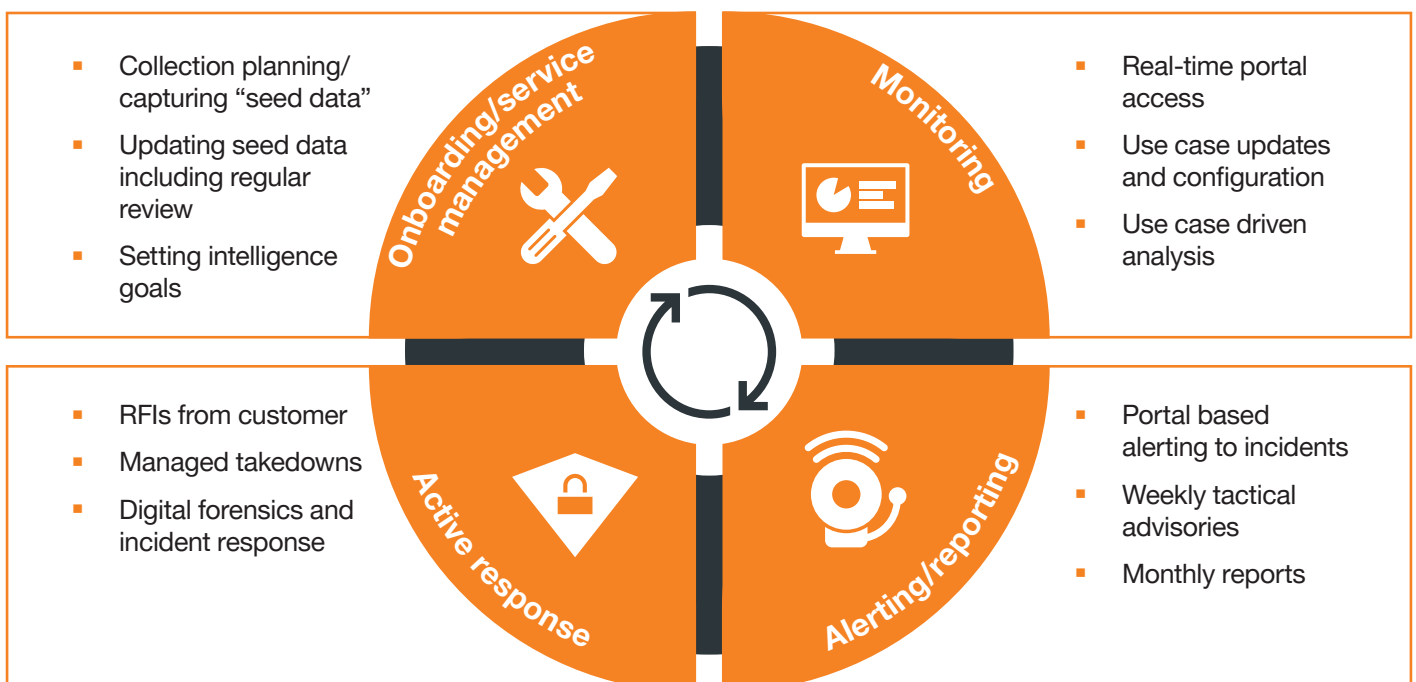 Collection planning/
capturing “seed data”
Updating seed data
including regular
review
Setting intelligence
goals
Onboarding/service
management
Monitoring
Real-time portal
access
Use case updates
and configuration
Use case driven
analysis
RFIs from customer
Managed takedowns
Digital forensics and
incident response
Active response
Alerting/reporting
Portal based
alerting to incidents
Weekly tactical
advisories
Monthly reports